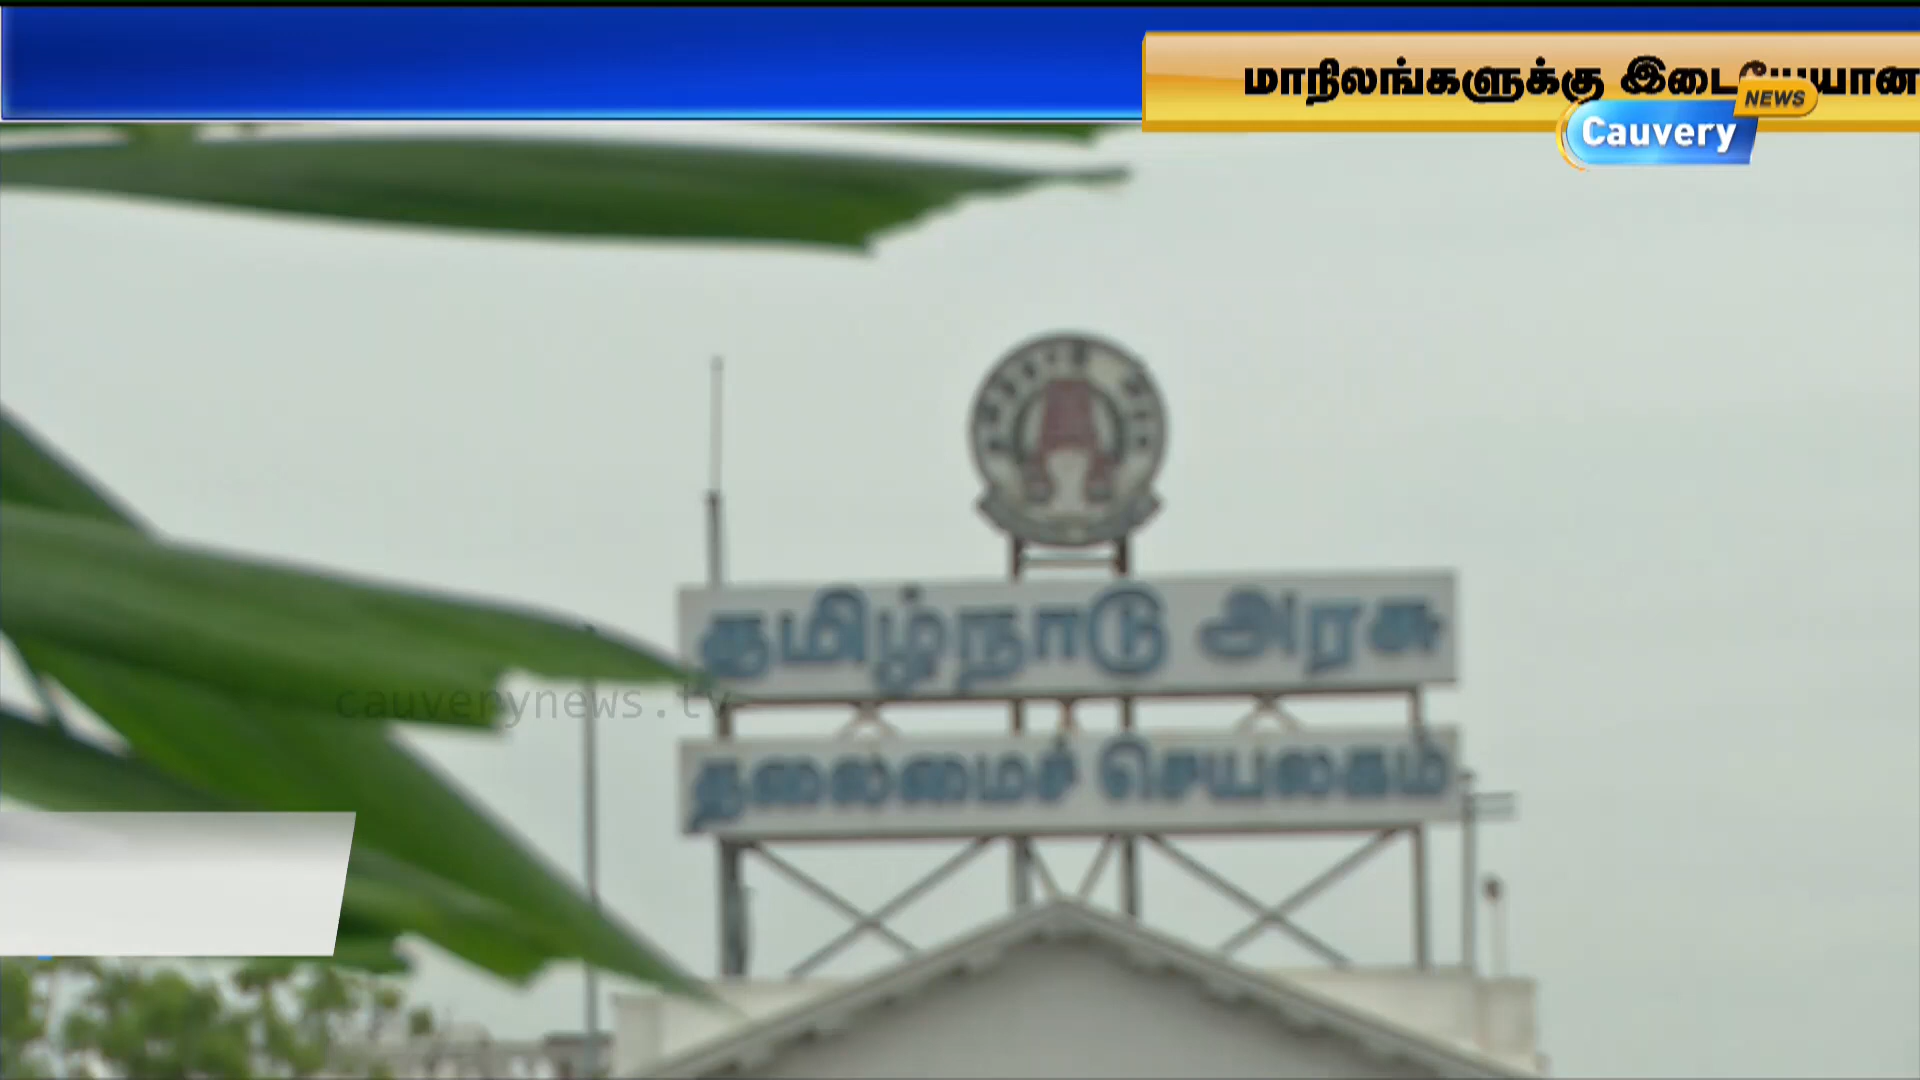 மாநிலங்களுக்கு இடையேயான
NEWS
Cauvery
தமிழ்நாடு அரசு
cauverynews.tv
தலைமைச் செயலகம்